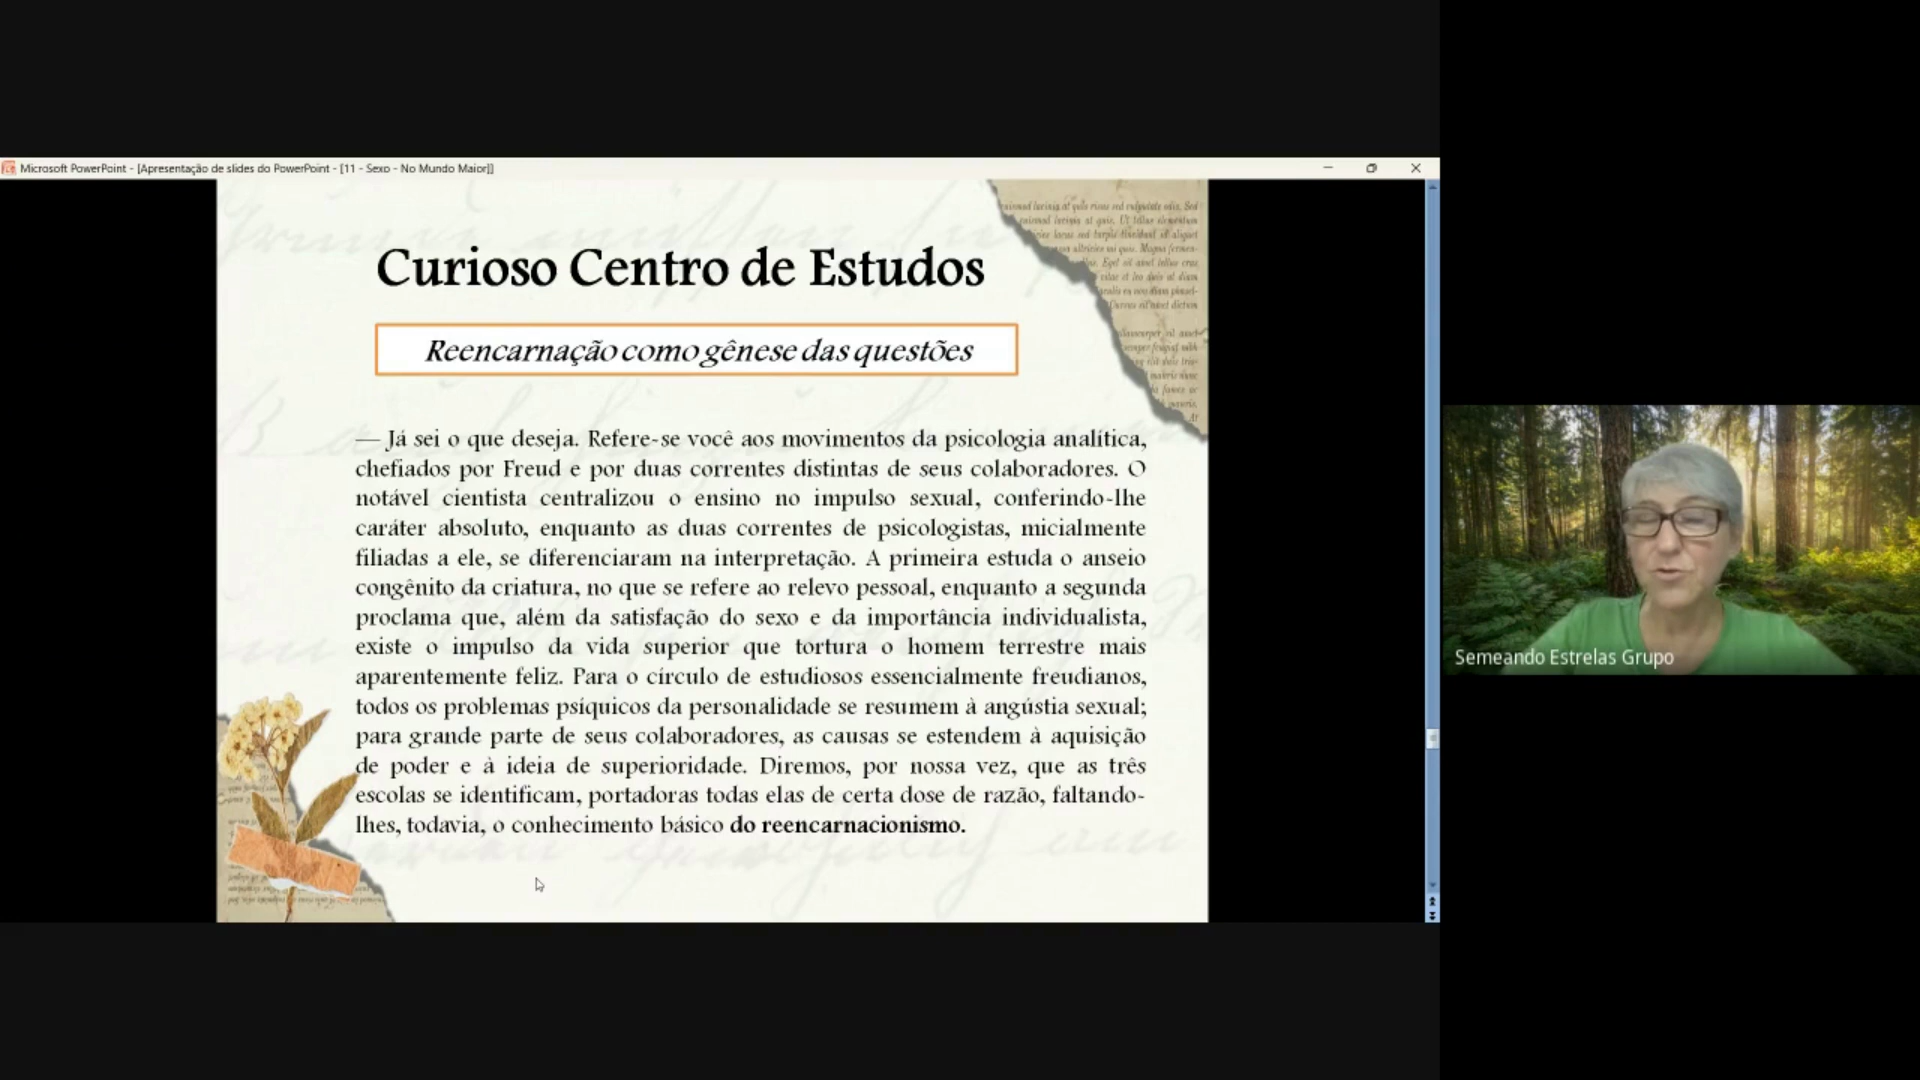 Microsoft PowerPoint - [Apresentação de slides do PowerPoint - [11 - Sexo - No Mundo Maior]]
Curioso Centro de Estudos
Reencarnação como gênese das questões
— Já sei o que deseja. Refere-se você aos movimentos da psicologia analítica,
chefiados por Freud e por duas correntes distintas de seus colaboradores. O
notável cientista centralizou o ensino no impulso sexual, conferindo-lhe
caráter absoluto, enquanto as duas correntes de psicologistas, micialmente
filiadas a ele, se diferenciaram na interpretação. A primeira estuda o anseio
congênito da criatura, no que se refere ao relevo pessoal, enquanto a segunda
proclama que, além da satisfação do sexo e da importância individualista,
existe o impulso da vida superior que tortura o homem terrestre mais
aparentemente feliz. Para o círculo de estudiosos essencialmente freudianos,
todos os problemas psíquicos da personalidade se resumem à angústia sexual;
para grande parte de seus colaboradores, as causas se estendem à aquisição
de poder e à ideia de superioridade. Diremos, por nossa vez, que as três
escolas se identificam, portadoras todas elas de certa dose de razão, faltando-
lhes, todavia, o conhecimento básico do reencarnacionismo.
Semeando Estrelas Grupo